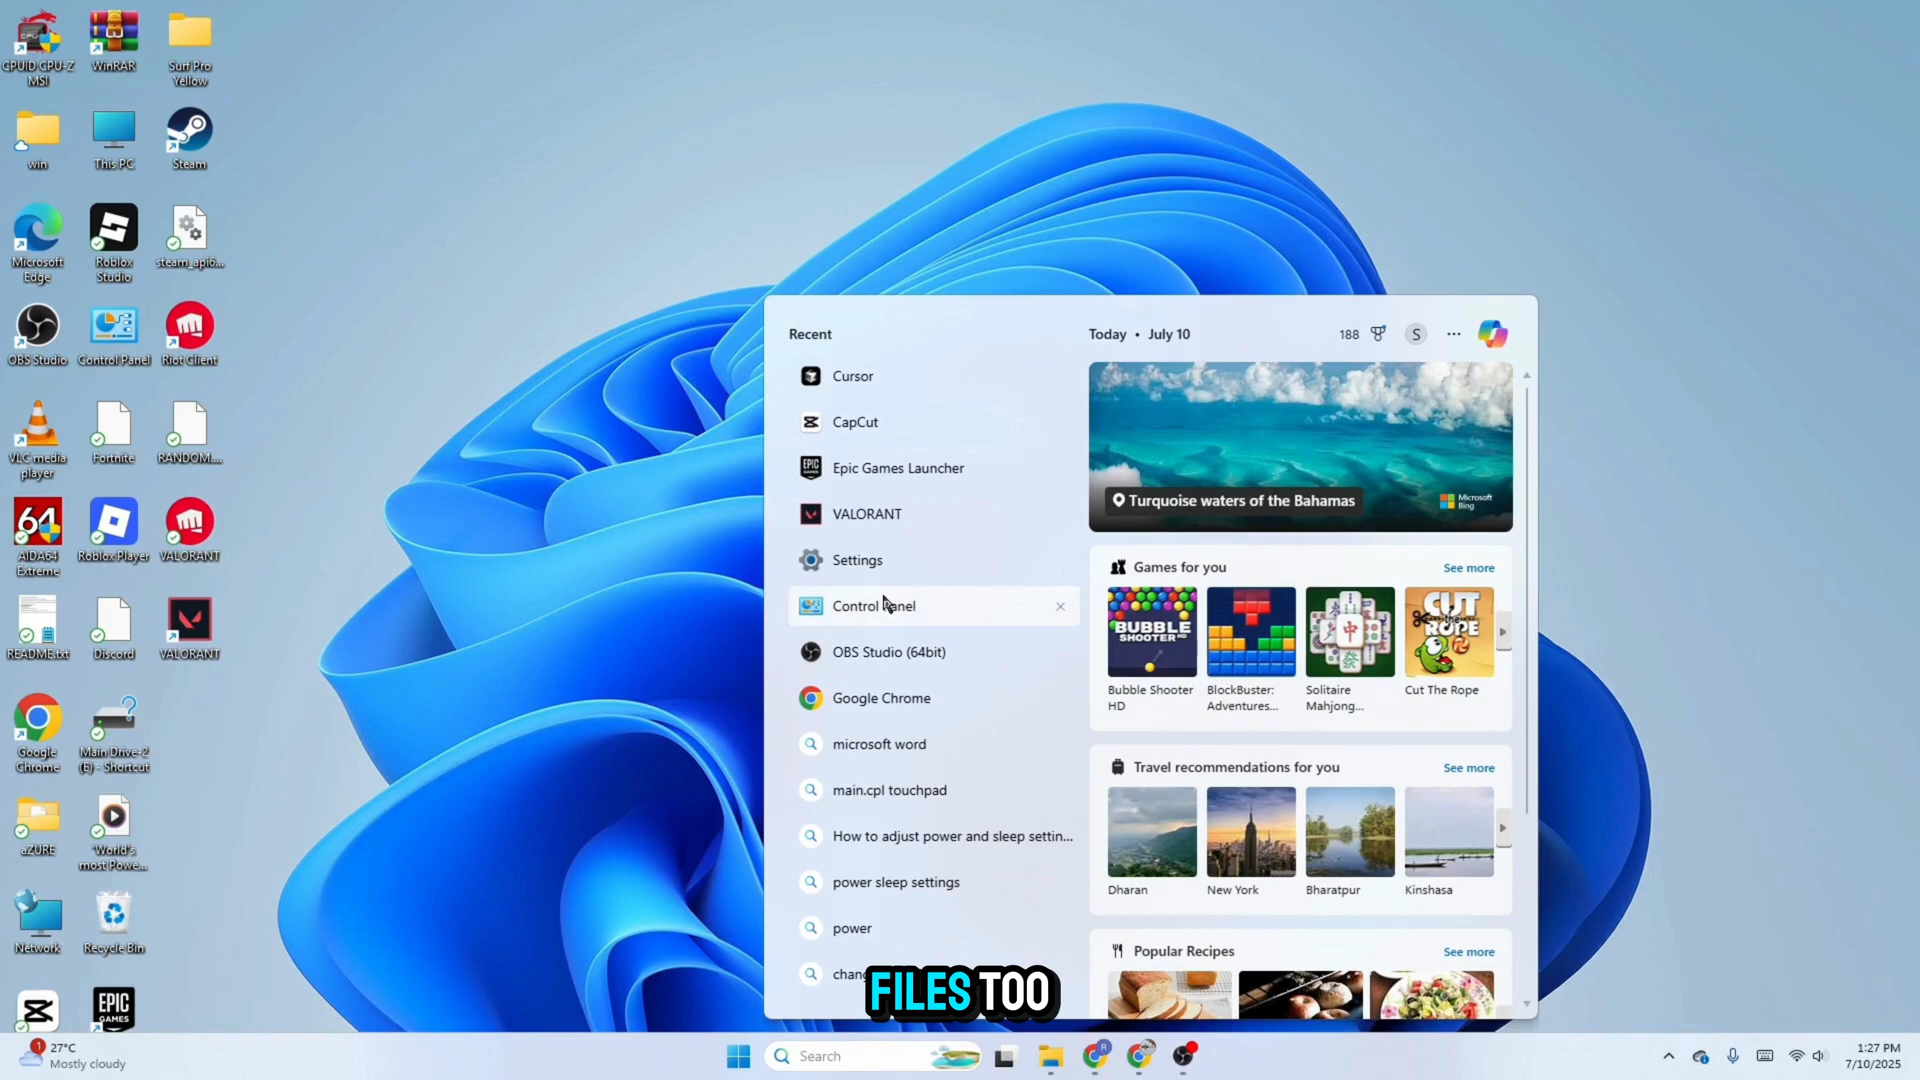 CPUID CPU-Z
MSI
WinRAR
Surf Pro
Yellow
win
This PC
Steam
Microsoft
Edge
Roblox
Studio
steam_api6...
OBS Studio
Control Panel
Riot Client
VLC media
player
Fortnite
RANDOM....
64
AIDA64
Extreme
Roblox Player
VALORANT
README.txt
Discord
VALORANT
Google
Chrome
Main Drive-2
(E) - Shortcut
aZURE
'World's
most Powe...
Network
Recycle Bin
EPIC
GAMES
Recent
Cursor
CapCut
Epic Games Launcher
VALORANT
Settings
Control Panel
OBS Studio (64bit)
Google Chrome
microsoft word
main.cpl touchpad
How to adjust power and sleep settin...
power sleep settings
power
Today • July 10
188
S
Turquoise waters of the Bahamas
Microsoft
Bing
Games for you
See more
BUBBLE
SHOOTER HD
CUT
the
ROPE
Bubble Shooter
HD
BlockBuster:
Adventures...
Solitaire
Mahjong...
Cut The Rope
Travel recommendations for you
See more
Dharan
New York
Bharatpur
Kinshasa
Popular Recipes
See more
FILES TOO
1
27°C
Mostly cloudy
Search
R
1:27 PM
7/10/2025